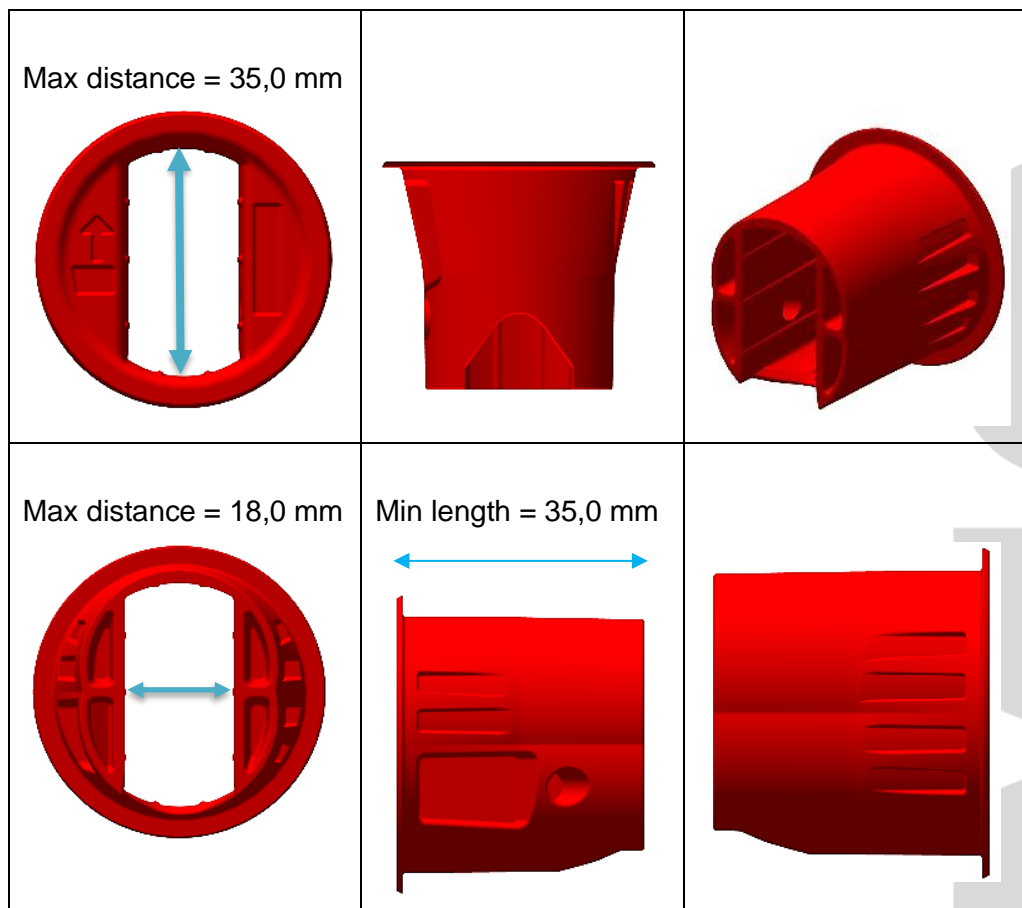 Max distance = 35,0 mm
Max distance = 18,0 mm
Min length = 35,0 mm